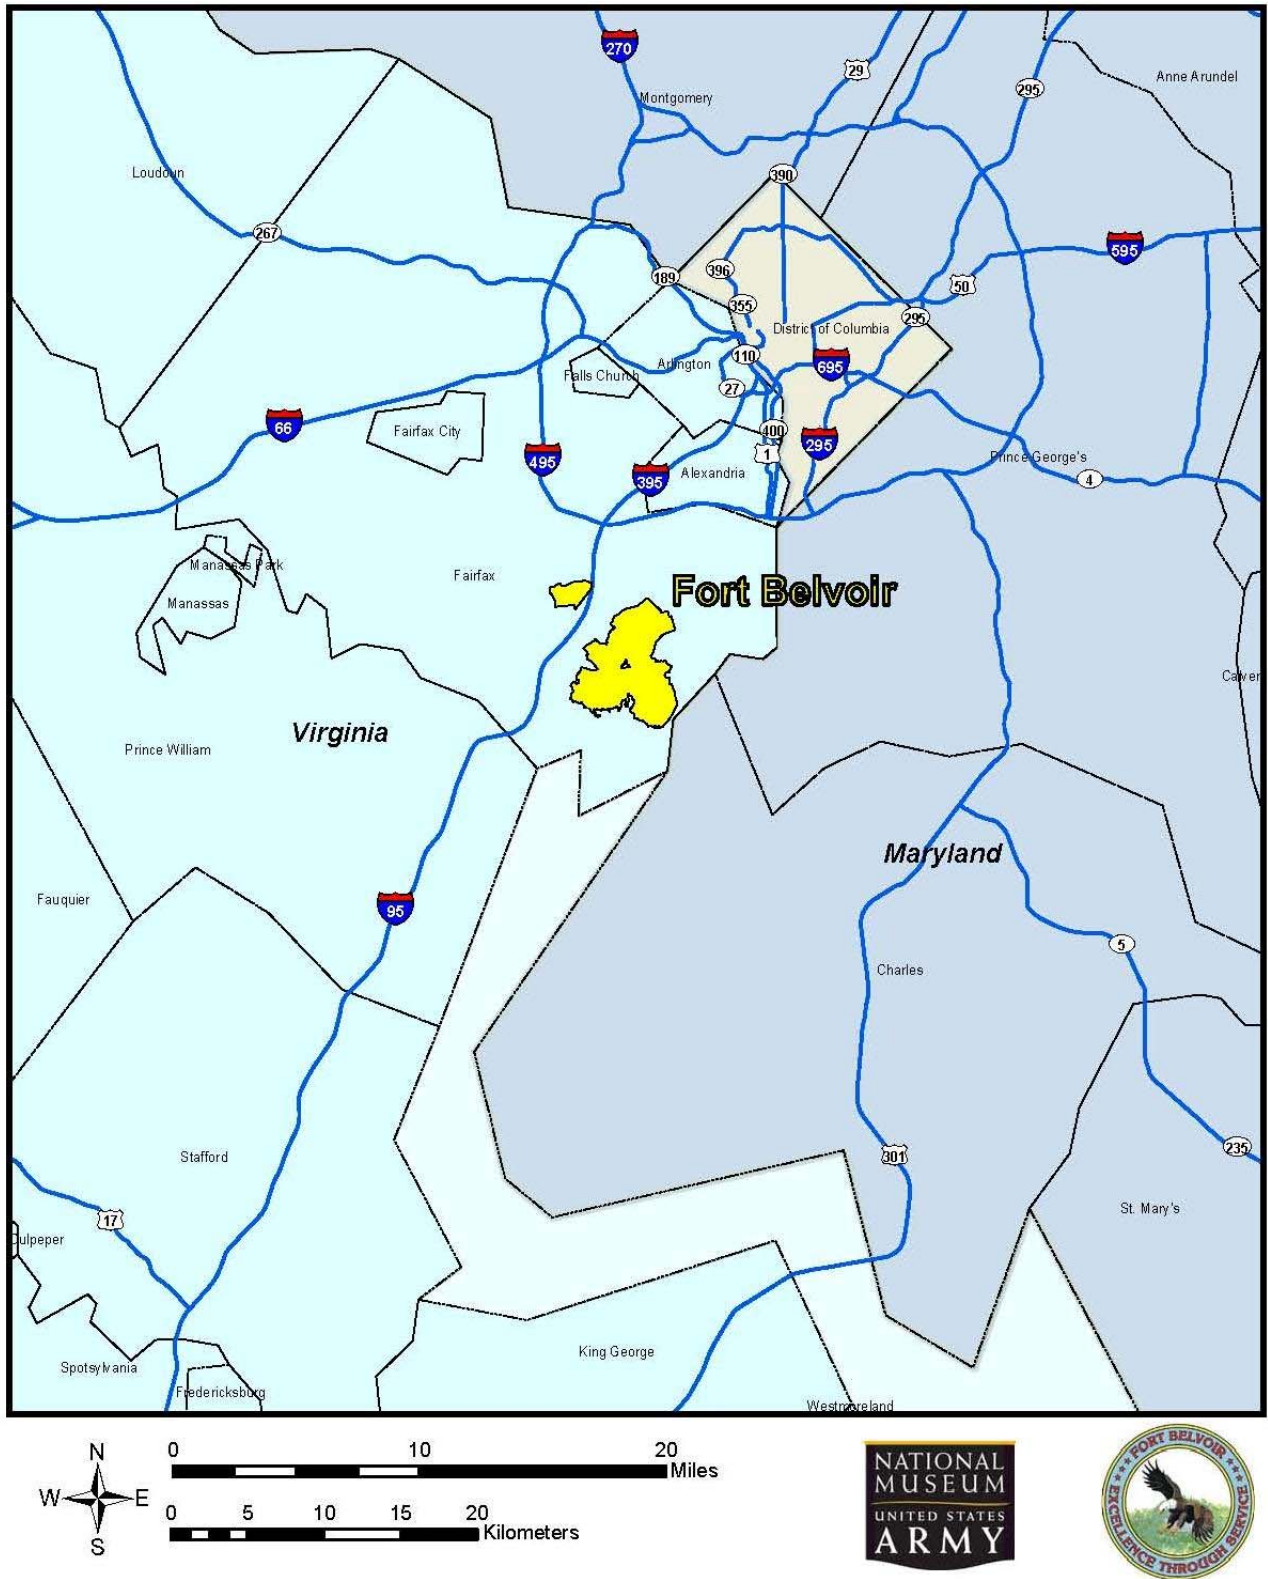 270
29
295
Anne Arundel
Montgomery
Loudoun
390
267
595
189
396
50
355
295
District of Columbia
110
Arlington
695
Falls Church
27
66
Fairfax City
400
295
1
Prince George's
495
395
Alexandria
4
Manassas Park
Fairfax
Fort Belvoir
Manassas
Calver
Virginia
Prince William
Maryland
Fauquier
95
5
Charles
Stafford
301
235
St. Mary's
17
Culpeper
King George
Spotsylvania
Fredericksburg
Westmoreland
N
W E
S
0 10 20
Miles
0 5 10 15 20
Kilometers
NATIONAL
MUSEUM
UNITED STATES
ARMY
FORT BELVOIR
EXCELLENCE THROUGH SERVICE